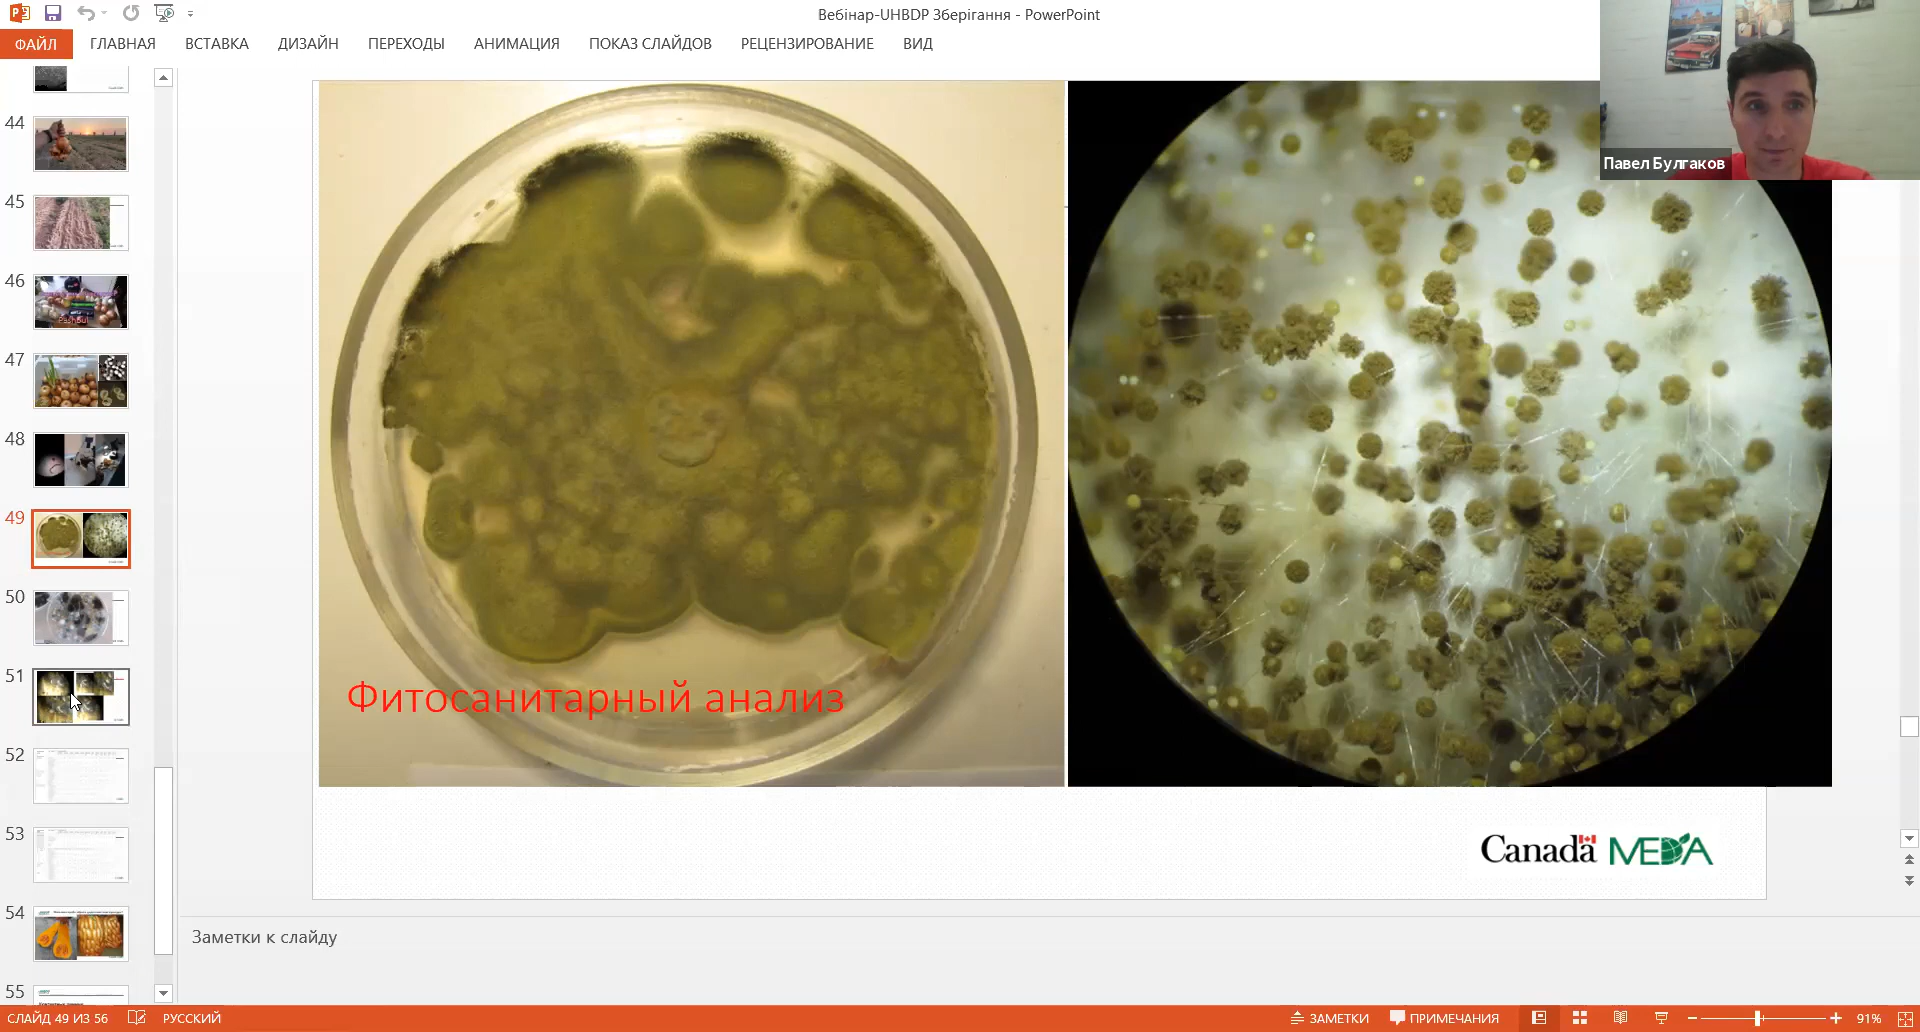 Вебінар-UHBDP Зберігання - PowerPoint
ФАЙЛ ГЛАВНАЯ ВСТАВКА ДИЗАЙН ПЕРЕХОДЫ АНИМАЦИЯ ПОКАЗ СЛАЙДОВ РЕЦЕНЗИРОВАНИЕ ВИД
Павел Булгаков
44
45
46
47
48
49
50
51
52
53
54
55
Фитосанитарный анализ
Canada MEDA
Заметки к слайду
СЛАЙД 49 ИЗ 56 РУССКИЙ ЗАМЕТКИ ПРИМЕЧАНИЯ 91%